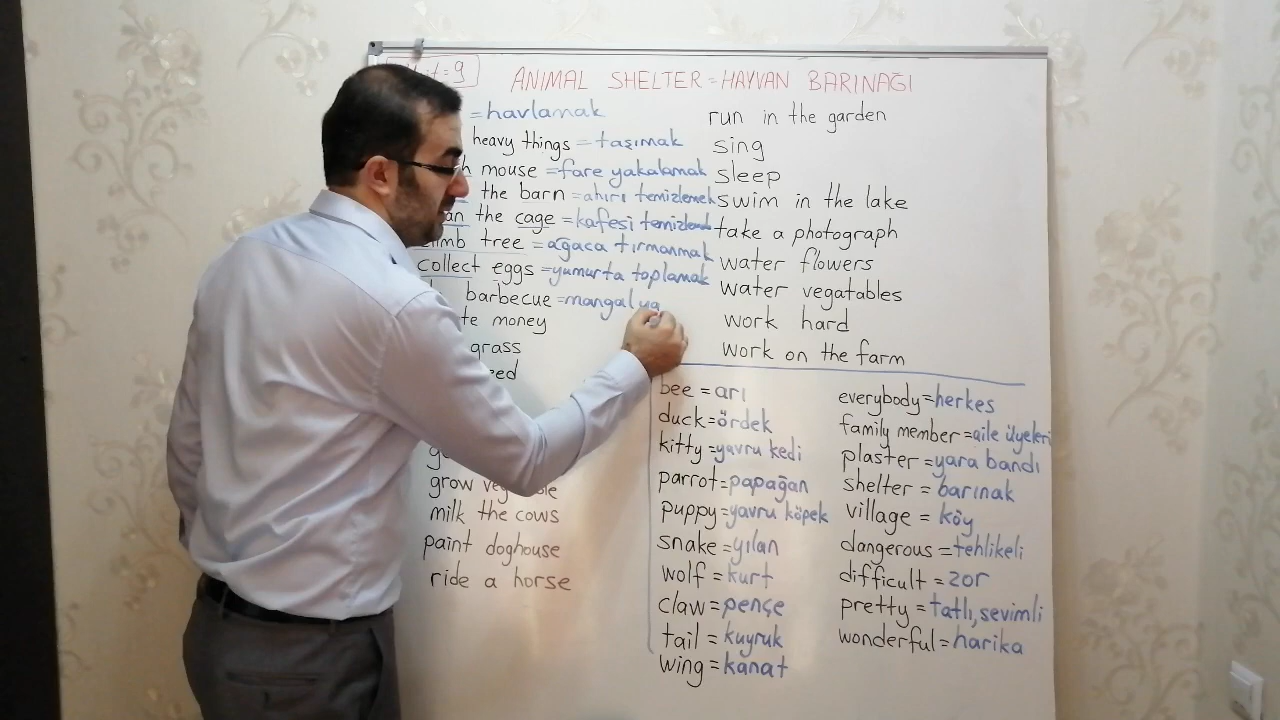 = 9
ANIMAL SHELTER = HAYVAN BARINAĞI
= havlamak
heavy things = taşımak
mouse = fare yakalamak
the barn = ahırı temizlemek
the cage = kafesi
climb tree = ağaca tırmanmak
collect eggs = yumurta toplamak
barbecue = mangal ya
money
grass
grow
milk the cows
paint doghouse
ride a horse
run in the garden
sing
sleep
swim in the lake
take a photograph
water flowers
water vegatables
work hard
work on the farm
bee = arı
duck = ördek
kitty = yavru kedi
parrot = papağan
puppy = yavru köpek
snake = yılan
wolf = kurt
claw = pençe
tail = kuyruk
wing = kanat
everybody = herkes
family member = aile üyeleri
plaster = yara bandı
shelter = barınak
village = köy
dangerous = tehlikeli
difficult = zor
pretty = tatlı, sevimli
wonderful = harika